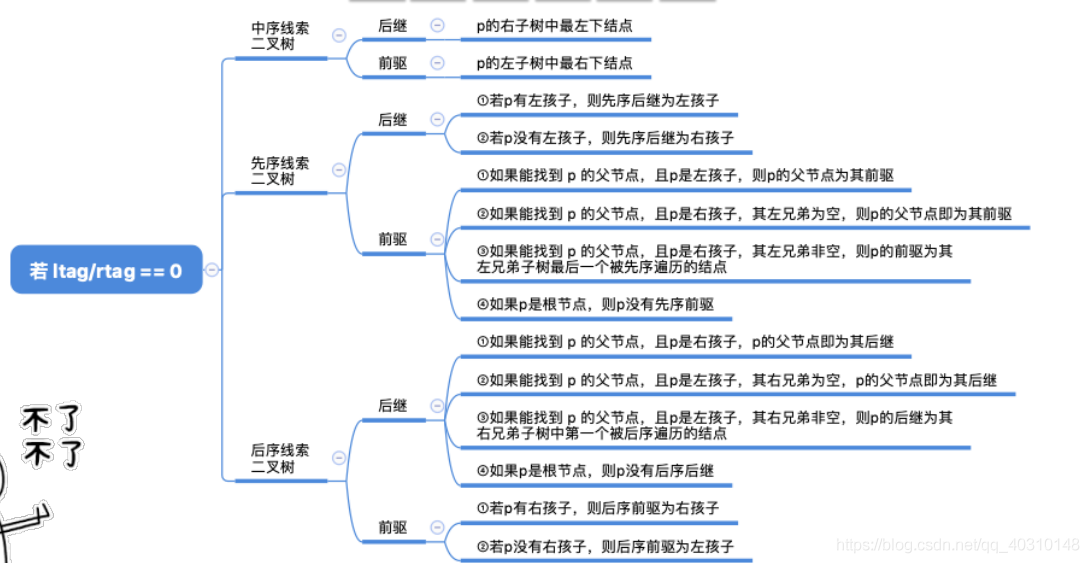 中序线索
二叉树
后继
p的右子树中最左下结点
前驱
p的左子树中最右下结点
先序线索
二叉树
后继
①若p有左孩子，则先序后继为左孩子
②若p没有左孩子，则先序后继为右孩子
前驱
①如果能找到 p 的父节点，且p是左孩子，则p的父节点为其前驱
②如果能找到 p 的父节点，且p是右孩子，其左兄弟为空，则p的父节点即为其前驱
③如果能找到 p 的父节点，且p是右孩子，其左兄弟非空，则p的前驱为其
左兄弟子树最后一个被先序遍历的结点
④如果p是根节点，则p没有先序前驱
若 ltag/rtag == 0
后序线索
二叉树
后继
①如果能找到 p 的父节点，且p是右孩子，p的父节点即为其后继
②如果能找到 p 的父节点，且p是左孩子，其右兄弟为空，p的父节点即为其后继
③如果能找到 p 的父节点，且p是左孩子，其右兄弟非空，则p的后继为其
右兄弟子树中第一个被后序遍历的结点
④如果p是根节点，则p没有后序后继
前驱
①若p有右孩子，则后序前驱为右孩子
②若p没有右孩子，则后序前驱为左孩子
不了
不了
https://blog.csdn.net/qq_40310148